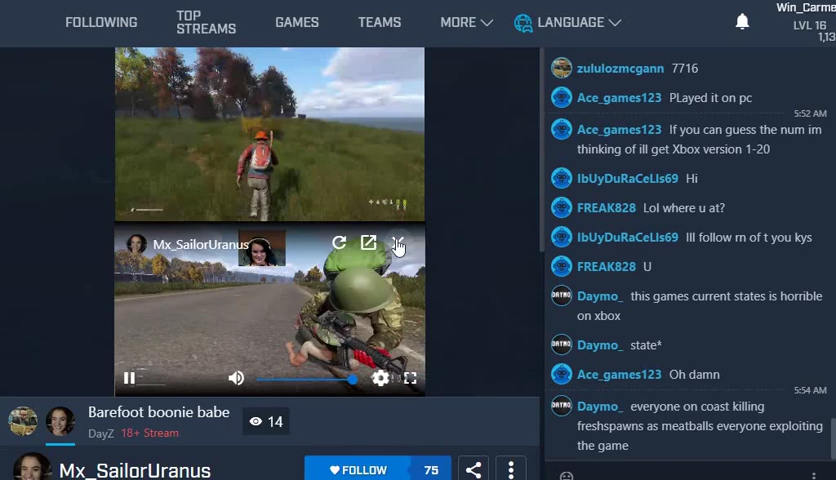 FOLLOWING
TOP
STREAMS
GAMES
TEAMS
MORE
LANGUAGE
Win_Carme
LVL 16
1,13
zululozmcgann 7716
Ace_games123 PLayed it on pc
5:52 AM
Ace_games123 If you can guess the num im
thinking of ill get Xbox version 1-20
IbUyDuRaCeLls69 Hi
FREAK828 Lol where u at?
IbUyDuRaCeLls69 Ill follow rn of t you kys
FREAK828 U
Daymo_ this games current states is horrible
on xbox
Daymo_ state*
Ace_games123 Oh damn
5:54 AM
Daymo_ everyone on coast killing
freshspawns as meatballs everyone exploiting
the game
Mx_SailorUranus
Barefoot boonie babe
DayZ 18+ Stream
14
Mx_SailorUranus
FOLLOW 75